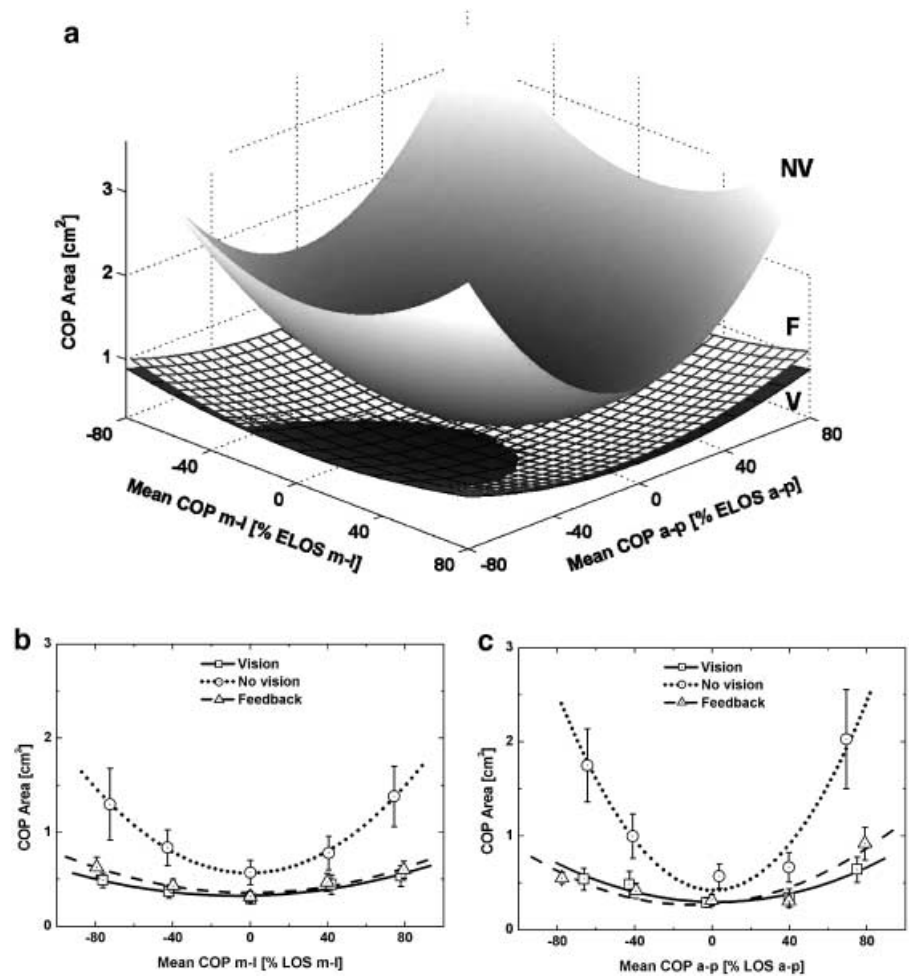 a
NV
3
COP Area [cm²]
2
F
1
V
-80
80
-40
40
0
0
Mean COP m-l [% ELOS m-l]
Mean COP a-p [% ELOS a-p]
40
-40
80
-80
b
3
Vision
No vision
Feedback
COP Area [cm²]
2
1
0
-80
-40
0
40
80
Mean COP m-l [% LOS m-l]
c
3
Vision
No vision
Feedback
COP Area [cm²]
2
1
0
-80
-40
0
40
80
Mean COP a-p [% LOS a-p]